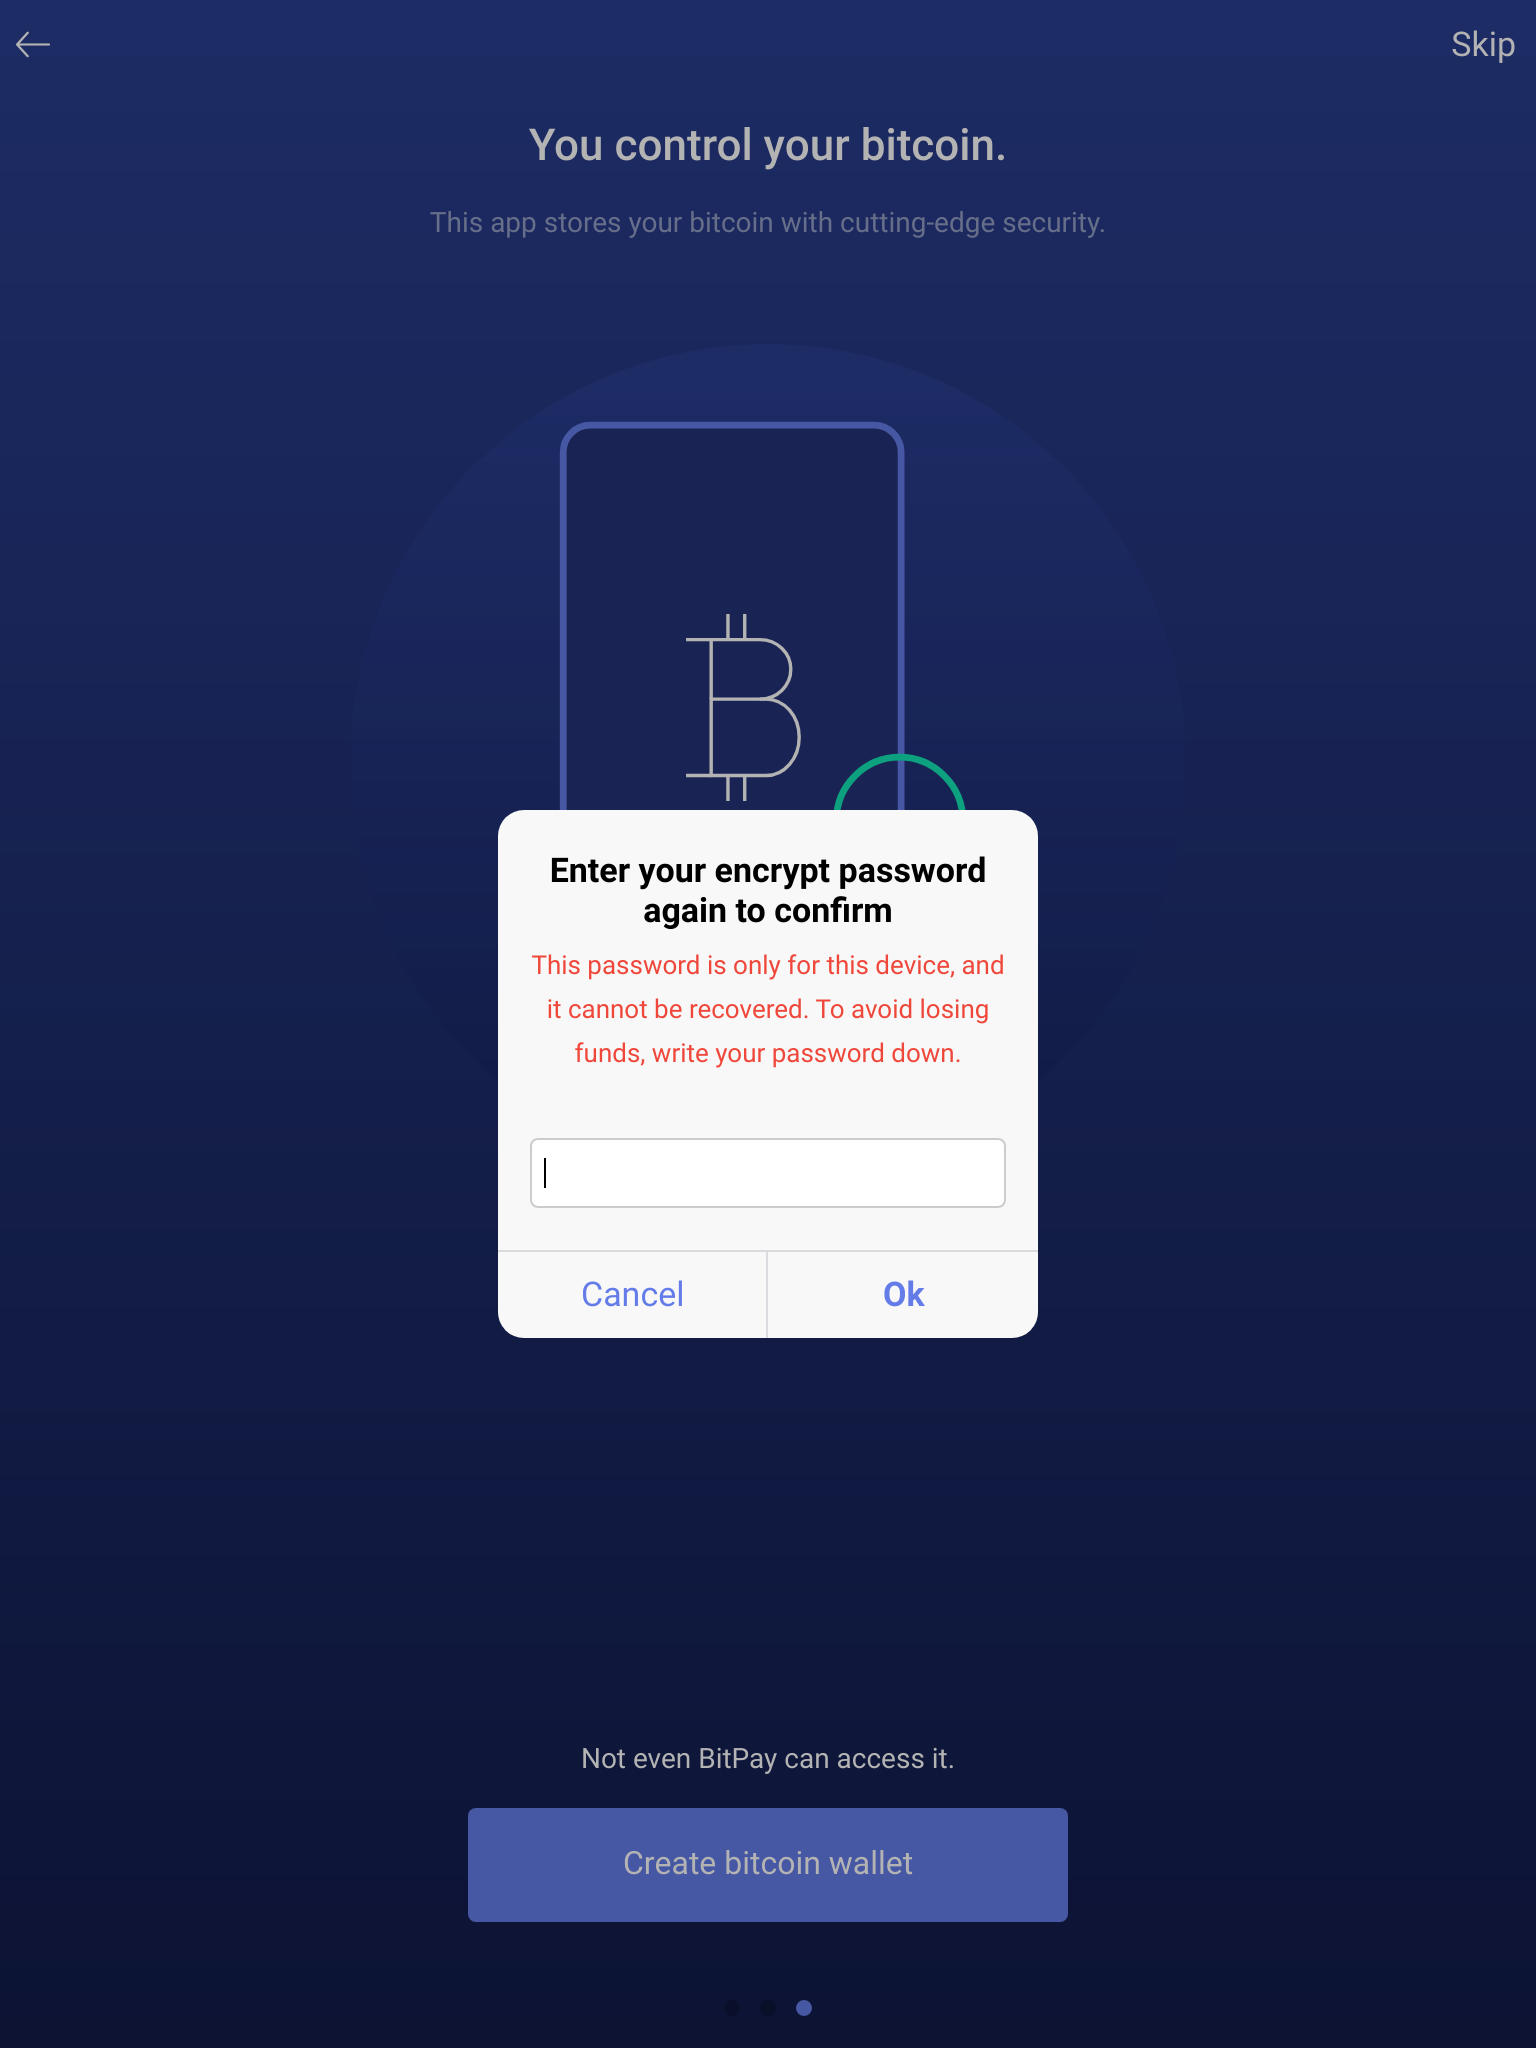 Skip
You control your bitcoin.
This app stores your bitcoin with cutting-edge security.
Enter your encrypt password
again to confirm
This password is only for this device, and
it cannot be recovered. To avoid losing
funds, write your password down.
Cancel
Ok
Not even BitPay can access it.
Create bitcoin wallet